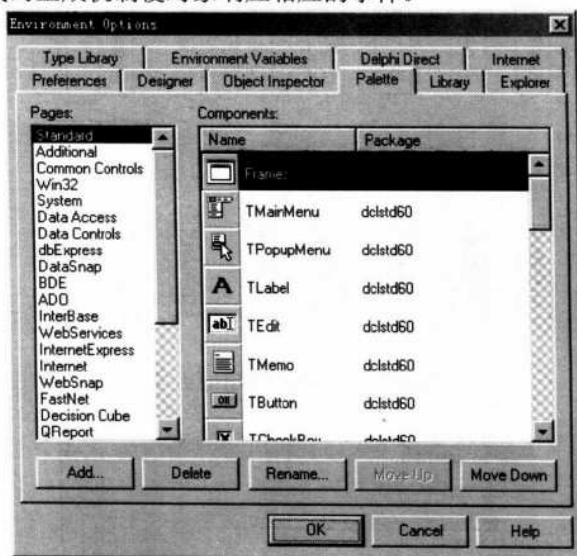 Environment Options
Type Library
Environment Variables
Delphi Direct
Internet
Preferences
Designer
Object Inspector
Palette
Library
Explorer
Pages:
Standard
Additional
Common Controls
Win32
System
Data Access
Data Controls
dbExpress
DataSnap
BDE
ADO
InterBase
WebServices
InternetExpress
Internet
WebSnap
FastNet
Decision Cube
QReport
Components:
Name
Package
Frames
TMainMenu
dclstd60
TPopupMenu
dclstd60
TLabel
dclstd60
TEdit
dclstd60
TMemo
dclstd60
TButton
dclstd60
Add...
Delete
Rename...
Move Up
Move Down
OK
Cancel
Help